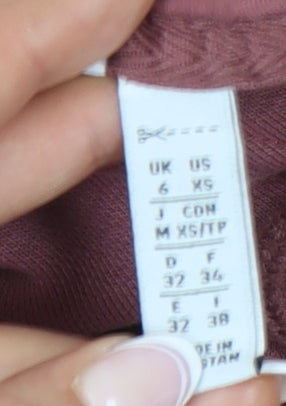 UK US
6 XS
J CDN
M XS/TP
D F
32 34
E I
32 38
DE IN
STAN